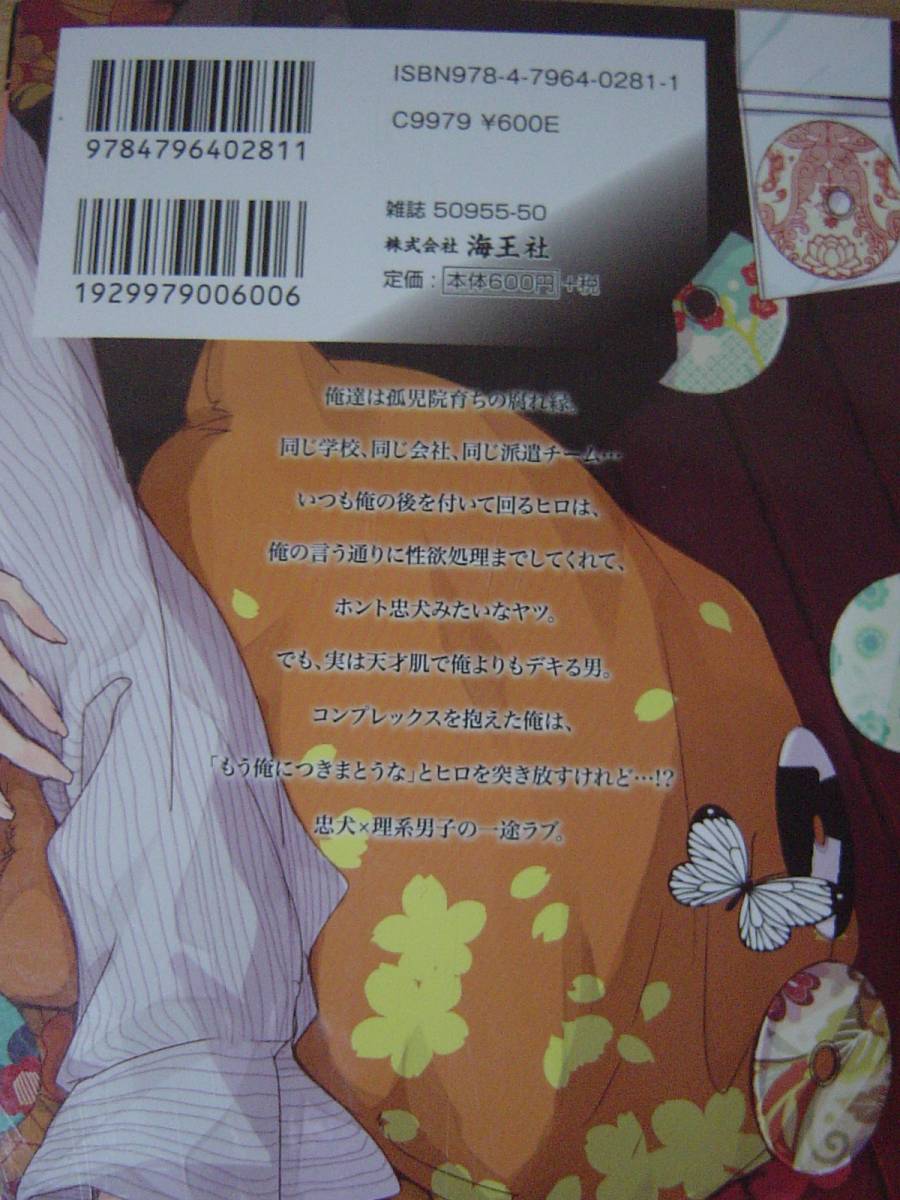 ISBN978-4-7964-0281-1
C9979 ¥600E
9784796402811
雑誌 50955-50
株式会社 海王社
定価：本体600円+税
1929979006006
俺達は孤児院育ちの腐れ縁。
同じ学校、同じ会社、同じ派遣チーム…
いつも俺の後を付いて回るヒロは、
俺の言う通りに性欲処理までしてくれて、
ホント忠犬みたいなヤツ。
でも、実は天才肌で俺よりもデキる男。
コンプレックスを抱えた俺は、
「もう俺につきまとうな」とヒロを突き放すけれど…!?
忠犬×理系男子の一途ラブ。